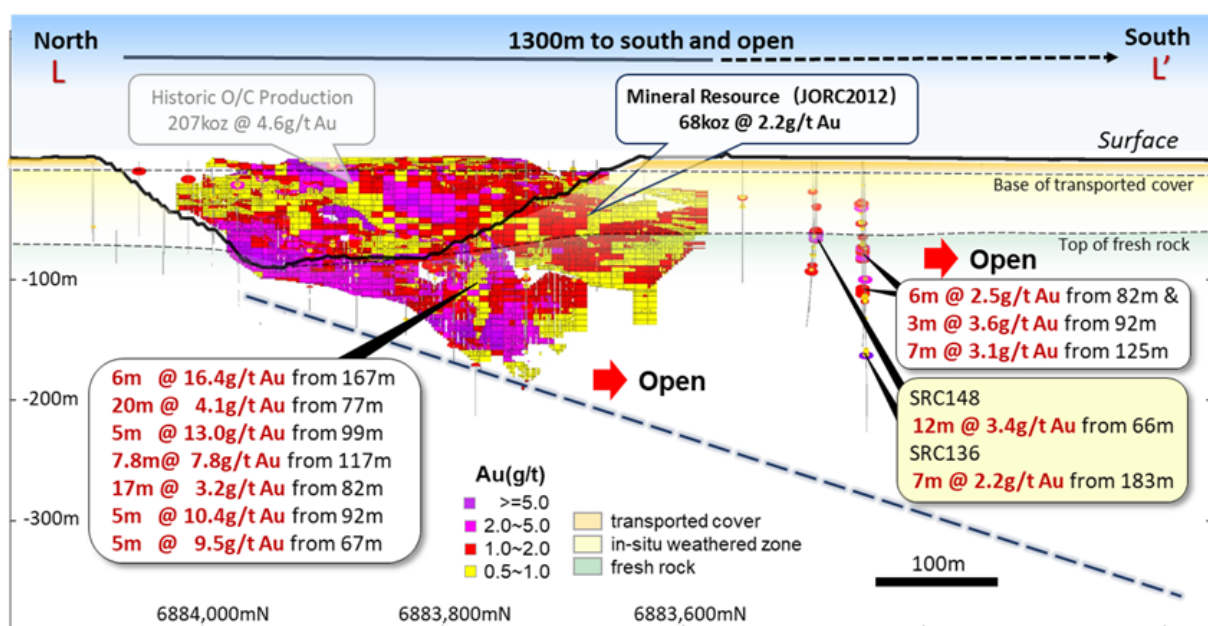 North
L
1300m to south and open
South
L’
Historic O/C Production
207koz @ 4.6g/t Au
Mineral Resource (JORC2012)
68koz @ 2.2g/t Au
Surface
Base of transported cover
Top of fresh rock
-100m
-200m
-300m
Open
6m @ 2.5g/t Au from 82m &
3m @ 3.6g/t Au from 92m
7m @ 3.1g/t Au from 125m
SRC148
12m @ 3.4g/t Au from 66m
SRC136
7m @ 2.2g/t Au from 183m
Open
6m @ 16.4g/t Au from 167m
20m @ 4.1g/t Au from 77m
5m @ 13.0g/t Au from 99m
7.8m@ 7.8g/t Au from 117m
17m @ 3.2g/t Au from 82m
5m @ 10.4g/t Au from 92m
5m @ 9.5g/t Au from 67m
Au(g/t)
>=5.0
2.0~5.0
1.0~2.0
0.5~1.0
transported cover
in-situ weathered zone
fresh rock
100m
6884,000mN
6883,800mN
6883,600mN